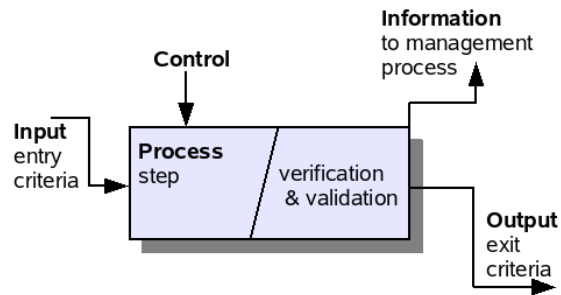 Information
to management
process
Control
Input
entry
criteria
Process
step
verification
& validation
Output
exit
criteria